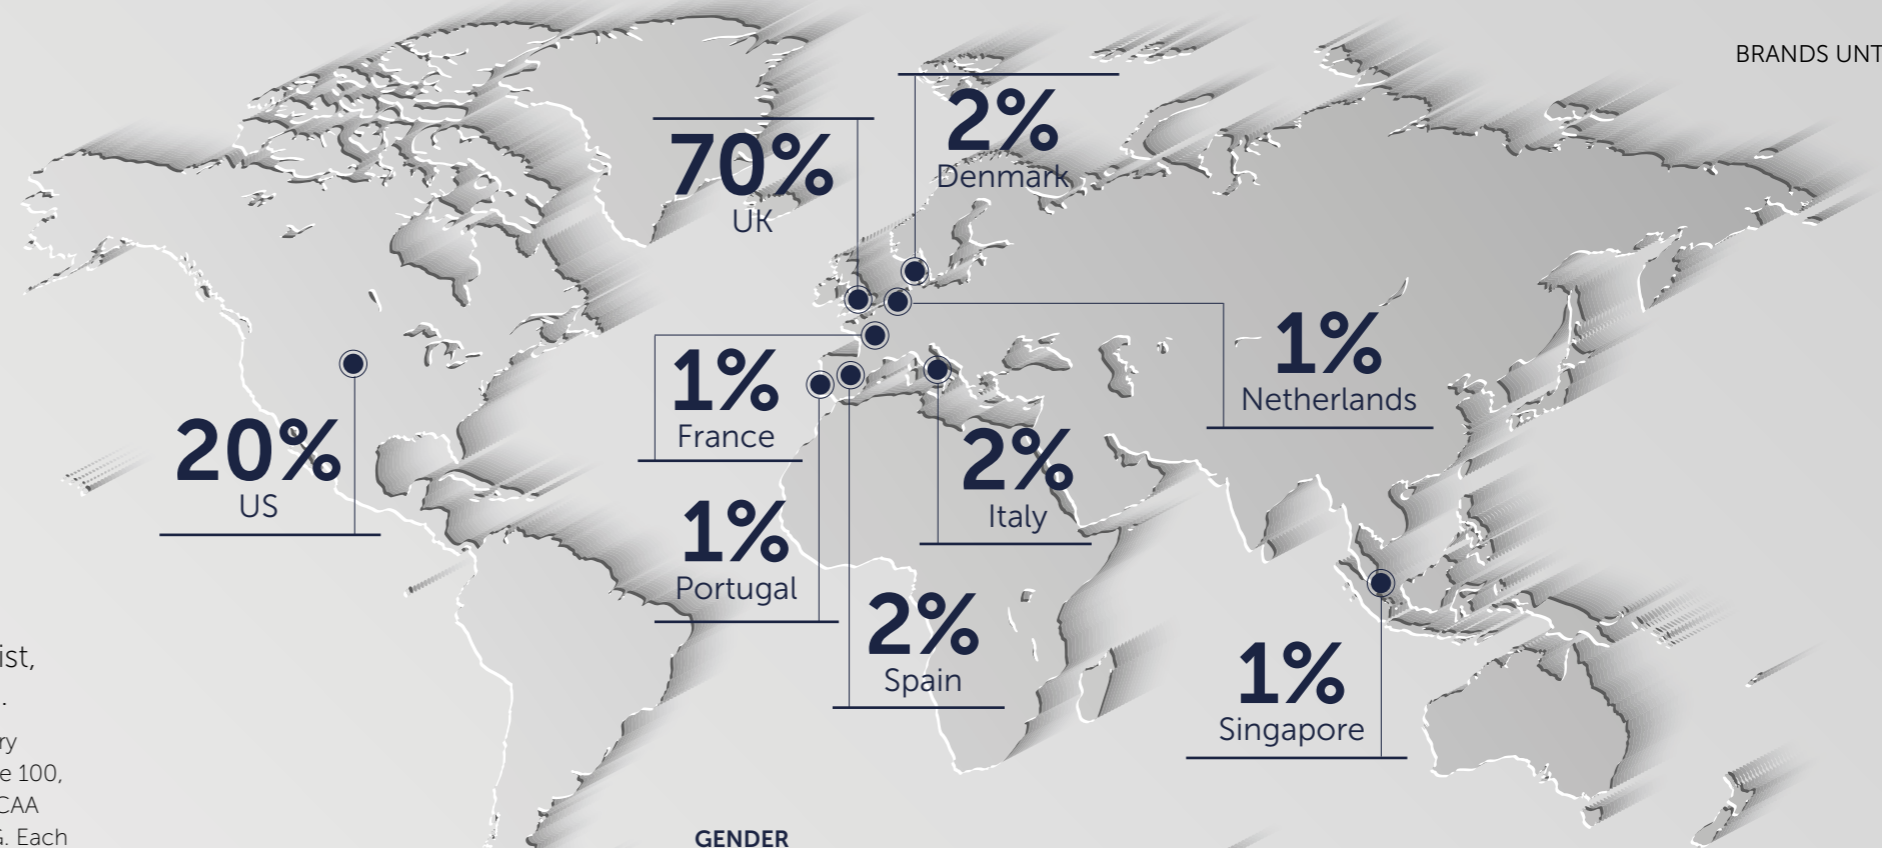 BRANDS UNT
2%
Denmark
70%
UK
1%
Netherlands
1%
France
20%
US
2%
Italy
1%
Portugal
2%
Spain
1%
Singapore
ist,
.
ry
e 100,
CAA
G. Each
GENDER